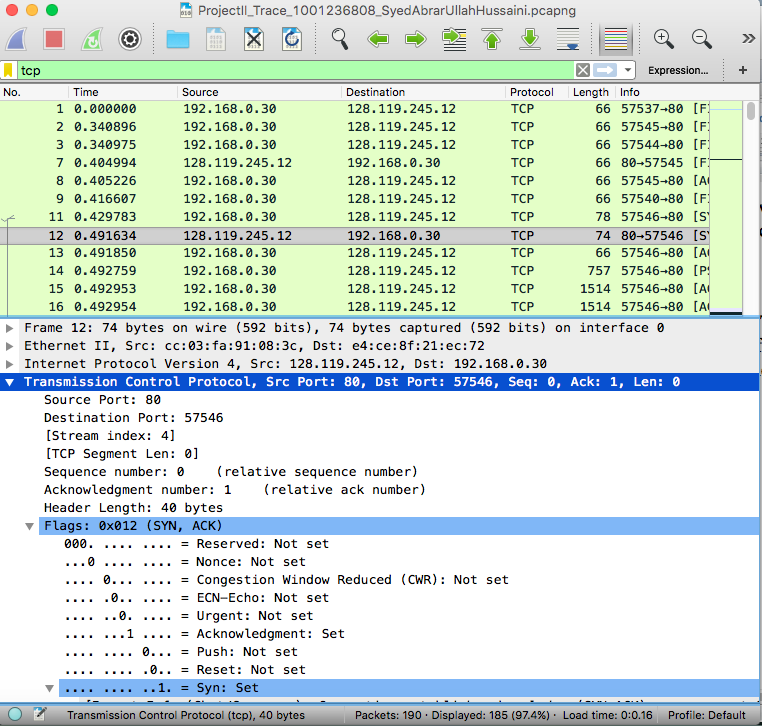 ProjectII_Trace_1001236808_SyedAbrarUllahHussaini.pcapng
tcp Expression... +
No. Time Source Destination Protocol Length Info
1 0.000000 192.168.0.30 128.119.245.12 TCP 66 57537→80 [F
2 0.340896 192.168.0.30 128.119.245.12 TCP 66 57545→80 [F
3 0.340975 192.168.0.30 128.119.245.12 TCP 66 57544→80 [F
7 0.404994 128.119.245.12 192.168.0.30 TCP 66 80→57545 [F
8 0.405226 192.168.0.30 128.119.245.12 TCP 66 57545→80 [A
9 0.416607 192.168.0.30 128.119.245.12 TCP 66 57540→80 [F
11 0.429783 192.168.0.30 128.119.245.12 TCP 78 57546→80 [S
12 0.491634 128.119.245.12 192.168.0.30 TCP 74 80→57546 [S
13 0.491850 192.168.0.30 128.119.245.12 TCP 66 57546→80 [A
14 0.492759 192.168.0.30 128.119.245.12 TCP 757 57546→80 [P
15 0.492953 192.168.0.30 128.119.245.12 TCP 1514 57546→80 [A
16 0.492954 192.168.0.30 128.119.245.12 TCP 1514 57546→80 [A
Frame 12: 74 bytes on wire (592 bits), 74 bytes captured (592 bits) on interface 0
Ethernet II, Src: cc:03:fa:91:08:3c, Dst: e4:ce:8f:21:ec:72
Internet Protocol Version 4, Src: 128.119.245.12, Dst: 192.168.0.30
Transmission Control Protocol, Src Port: 80, Dst Port: 57546, Seq: 0, Ack: 1, Len: 0
Source Port: 80
Destination Port: 57546
[Stream index: 4]
[TCP Segment Len: 0]
Sequence number: 0 (relative sequence number)
Acknowledgment number: 1 (relative ack number)
Header Length: 40 bytes
Flags: 0x012 (SYN, ACK)
000. .... .... = Reserved: Not set
...0 .... .... = Nonce: Not set
.... 0... .... = Congestion Window Reduced (CWR): Not set
.... .0.. .... = ECN-Echo: Not set
.... ..0. .... = Urgent: Not set
.... ...1 .... = Acknowledgment: Set
.... .... 0... = Push: Not set
.... .... .0.. = Reset: Not set
.... .... ..1. = Syn: Set
Transmission Control Protocol (tcp), 40 bytes Packets: 190 · Displayed: 185 (97.4%) · Load time: 0:0.16 Profile: Default